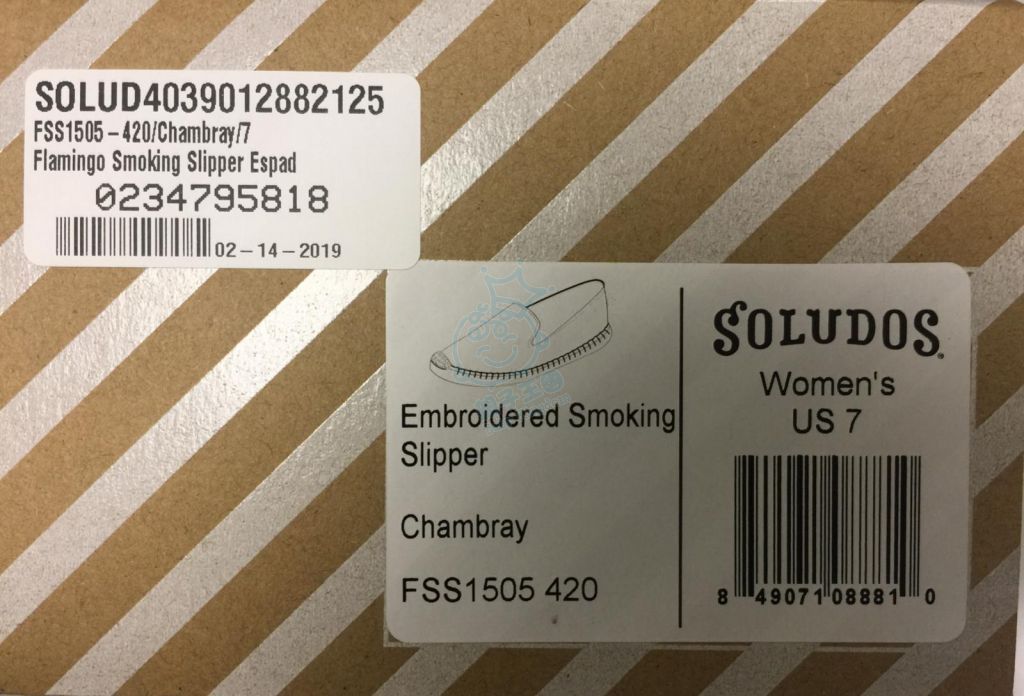 SOLUD4039012882125
FSS1505-420/Chambray/7
Flamingo Smoking Slipper Espad
0234795818
02-14-2019
SOLUDOS
Women's
US 7
Embroidered Smoking
Slipper
Chambray
FSS1505 420
8 49071 08881 0